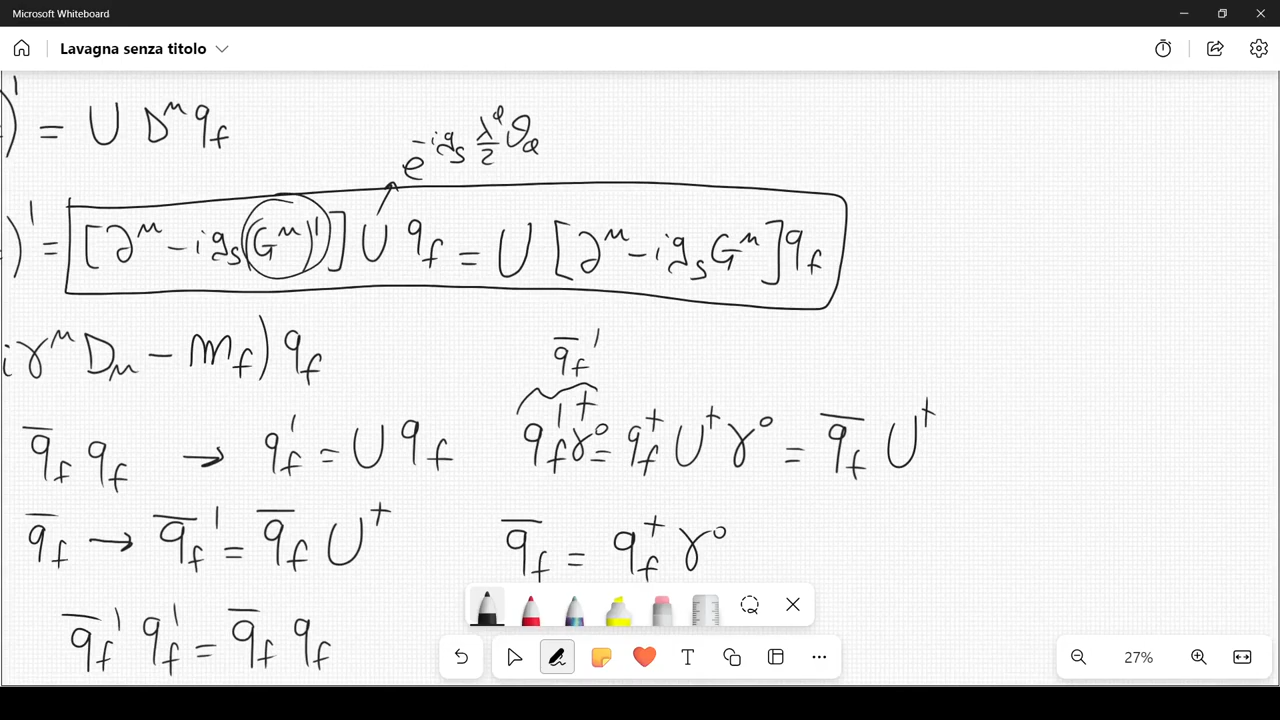 Microsoft Whiteboard
Lavagna senza titolo
)' = U D^μ q_f
e^{-i g_s \frac{λ^a}{2} θ_a}
)' = [∂^μ - i g_s (G^μ)'] U q_f = U [∂^μ - i g_s G^μ] q_f
i γ^μ D_μ - m_f) q_f
q̄_f'
q̄_f q_f → q_f' = U q_f
q_f'^† γ^0 = q_f^† U^† γ^0 = q̄_f U^†
q̄_f → q̄_f' = q̄_f U^†
q̄_f = q_f^† γ^0
q̄_f' q_f' = q̄_f q_f
27%